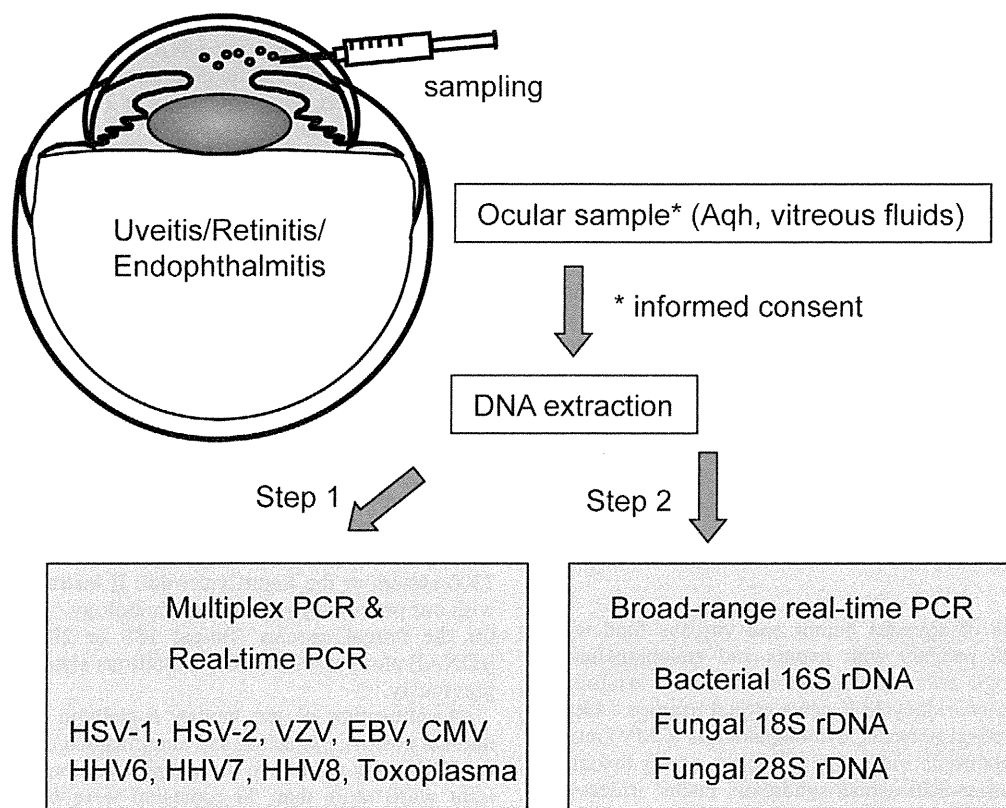 sampling
Uveitis/Retinitis/
Endophthalmitis
Ocular sample* (Aqh, vitreous fluids)
* informed consent
DNA extraction
Step 1
Step 2
Multiplex PCR &
Real-time PCR
HSV-1, HSV-2, VZV, EBV, CMV
HHV6, HHV7, HHV8, Toxoplasma
Broad-range real-time PCR
Bacterial 16S rDNA
Fungal 18S rDNA
Fungal 28S rDNA